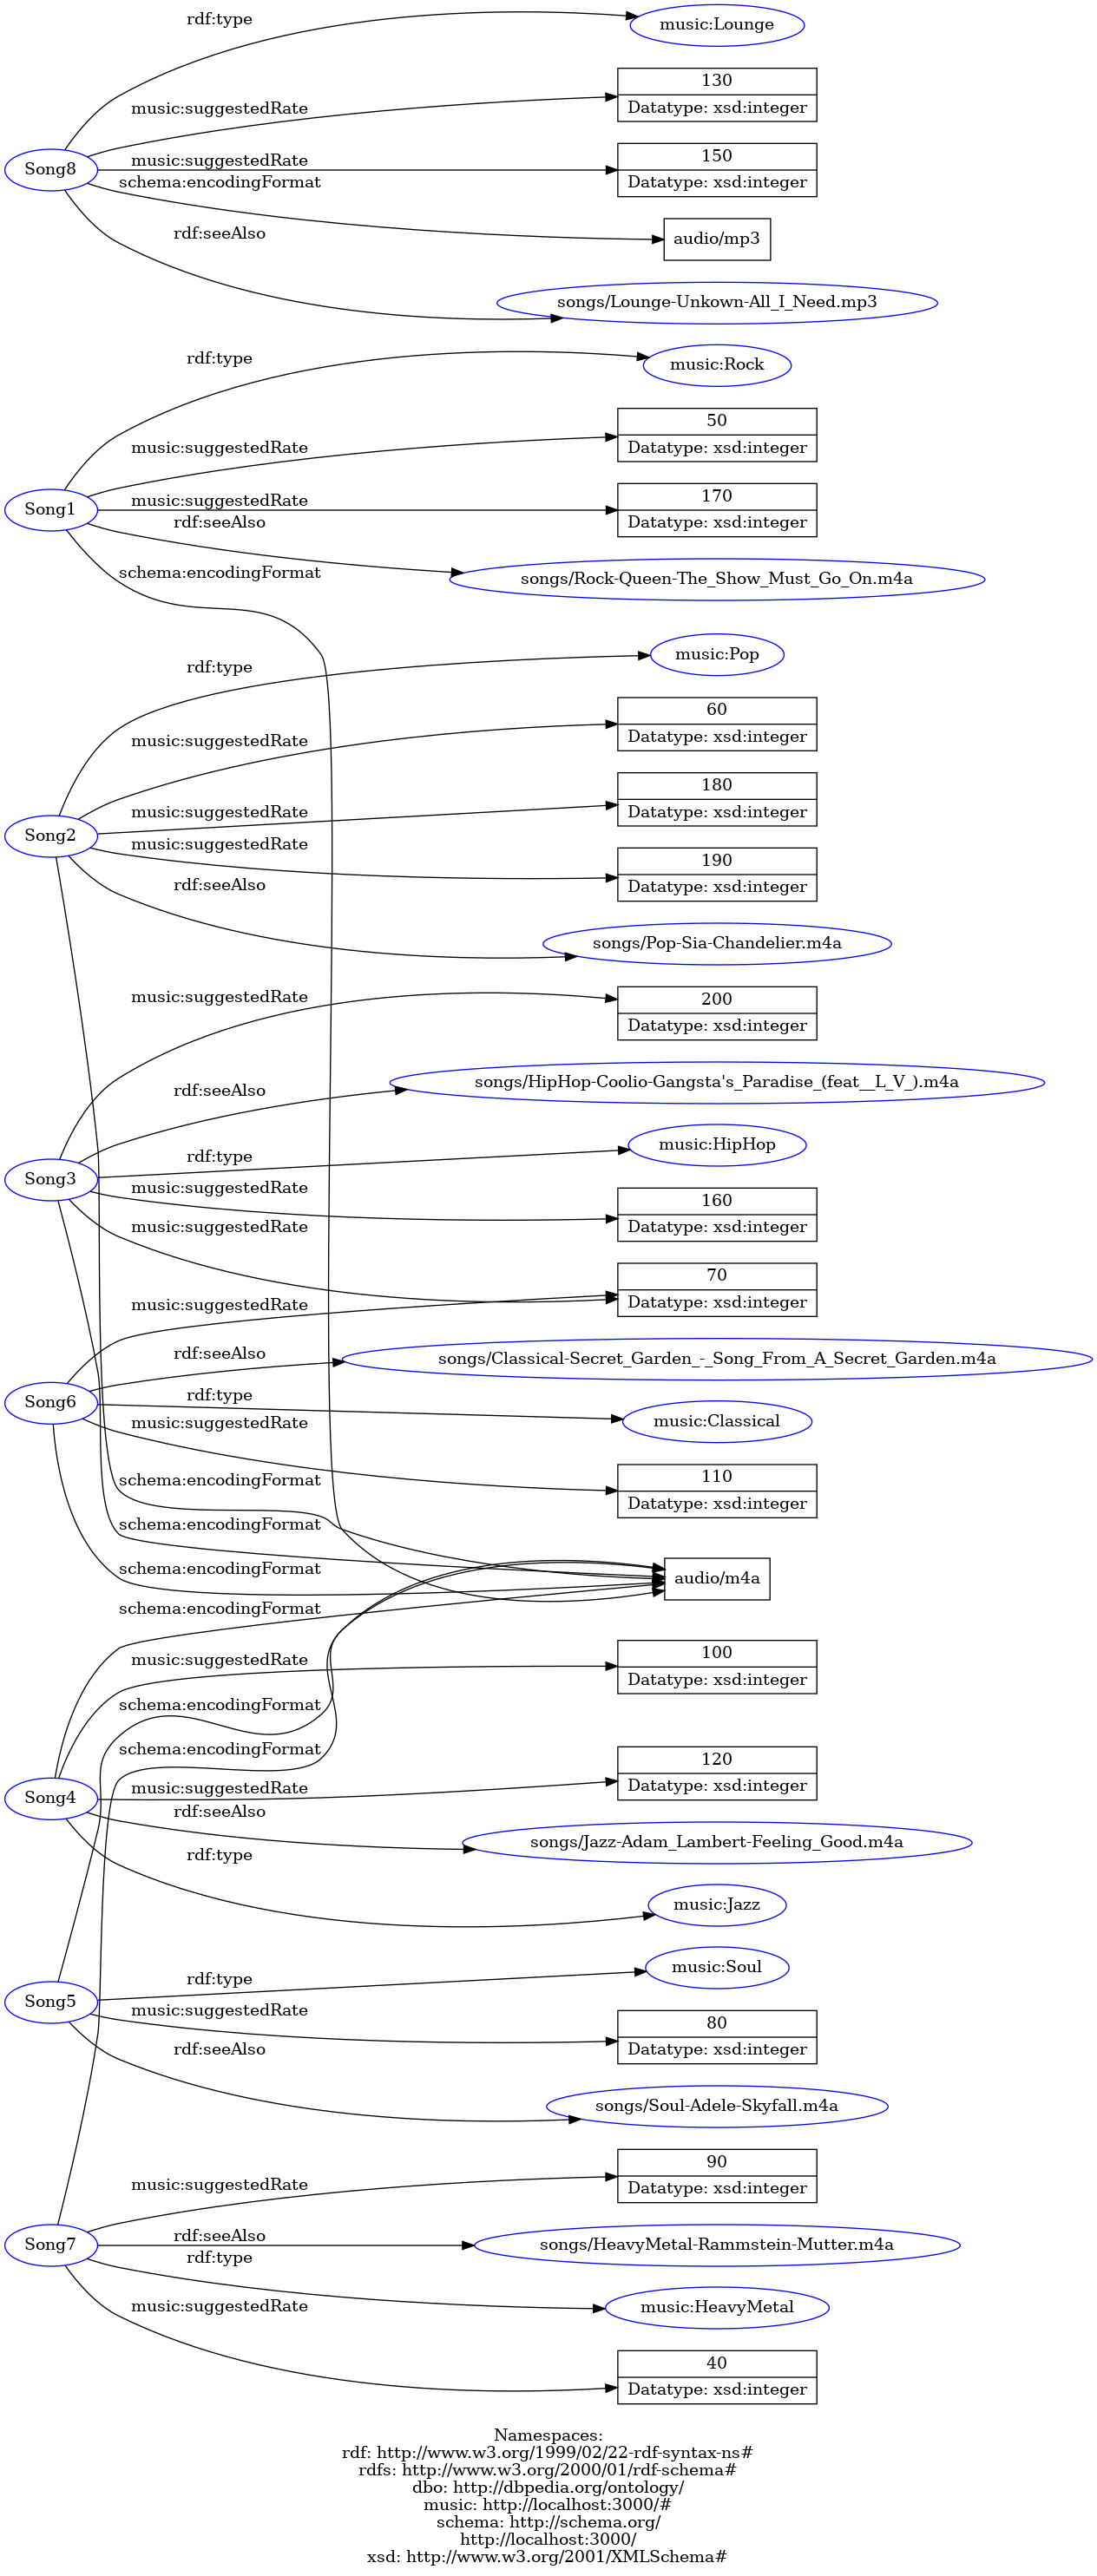 rdf:type
music:Lounge
music:suggestedRate
130
Datatype: xsd:integer
Song8
music:suggestedRate
150
Datatype: xsd:integer
schema:encodingFormat
audio/mp3
rdf:seeAlso
songs/Lounge-Unkown-All_I_Need.mp3
rdf:type
music:Rock
music:suggestedRate
50
Datatype: xsd:integer
Song1
music:suggestedRate
170
Datatype: xsd:integer
rdf:seeAlso
songs/Rock-Queen-The_Show_Must_Go_On.m4a
schema:encodingFormat
rdf:type
music:Pop
music:suggestedRate
60
Datatype: xsd:integer
Song2
music:suggestedRate
180
Datatype: xsd:integer
music:suggestedRate
190
Datatype: xsd:integer
rdf:seeAlso
songs/Pop-Sia-Chandelier.m4a
music:suggestedRate
200
Datatype: xsd:integer
rdf:seeAlso
songs/HipHop-Coolio-Gangsta's_Paradise_(feat__L_V_).m4a
Song3
rdf:type
music:HipHop
music:suggestedRate
160
Datatype: xsd:integer
music:suggestedRate
70
Datatype: xsd:integer
music:suggestedRate
rdf:seeAlso
songs/Classical-Secret_Garden_-_Song_From_A_Secret_Garden.m4a
Song6
rdf:type
music:Classical
music:suggestedRate
110
Datatype: xsd:integer
schema:encodingFormat
schema:encodingFormat
schema:encodingFormat
audio/m4a
schema:encodingFormat
music:suggestedRate
100
Datatype: xsd:integer
schema:encodingFormat
schema:encodingFormat
Song4
music:suggestedRate
120
Datatype: xsd:integer
rdf:seeAlso
songs/Jazz-Adam_Lambert-Feeling_Good.m4a
rdf:type
music:Jazz
Song5
rdf:type
music:Soul
music:suggestedRate
80
Datatype: xsd:integer
rdf:seeAlso
songs/Soul-Adele-Skyfall.m4a
music:suggestedRate
90
Datatype: xsd:integer
Song7
rdf:seeAlso
songs/HeavyMetal-Rammstein-Mutter.m4a
rdf:type
music:HeavyMetal
music:suggestedRate
40
Datatype: xsd:integer
Namespaces:
rdf: http://www.w3.org/1999/02/22-rdf-syntax-ns#
rdfs: http://www.w3.org/2000/01/rdf-schema#
dbo: http://dbpedia.org/ontology/
music: http://localhost:3000/#
schema: http://schema.org/
http://localhost:3000/
xsd: http://www.w3.org/2001/XMLSchema#